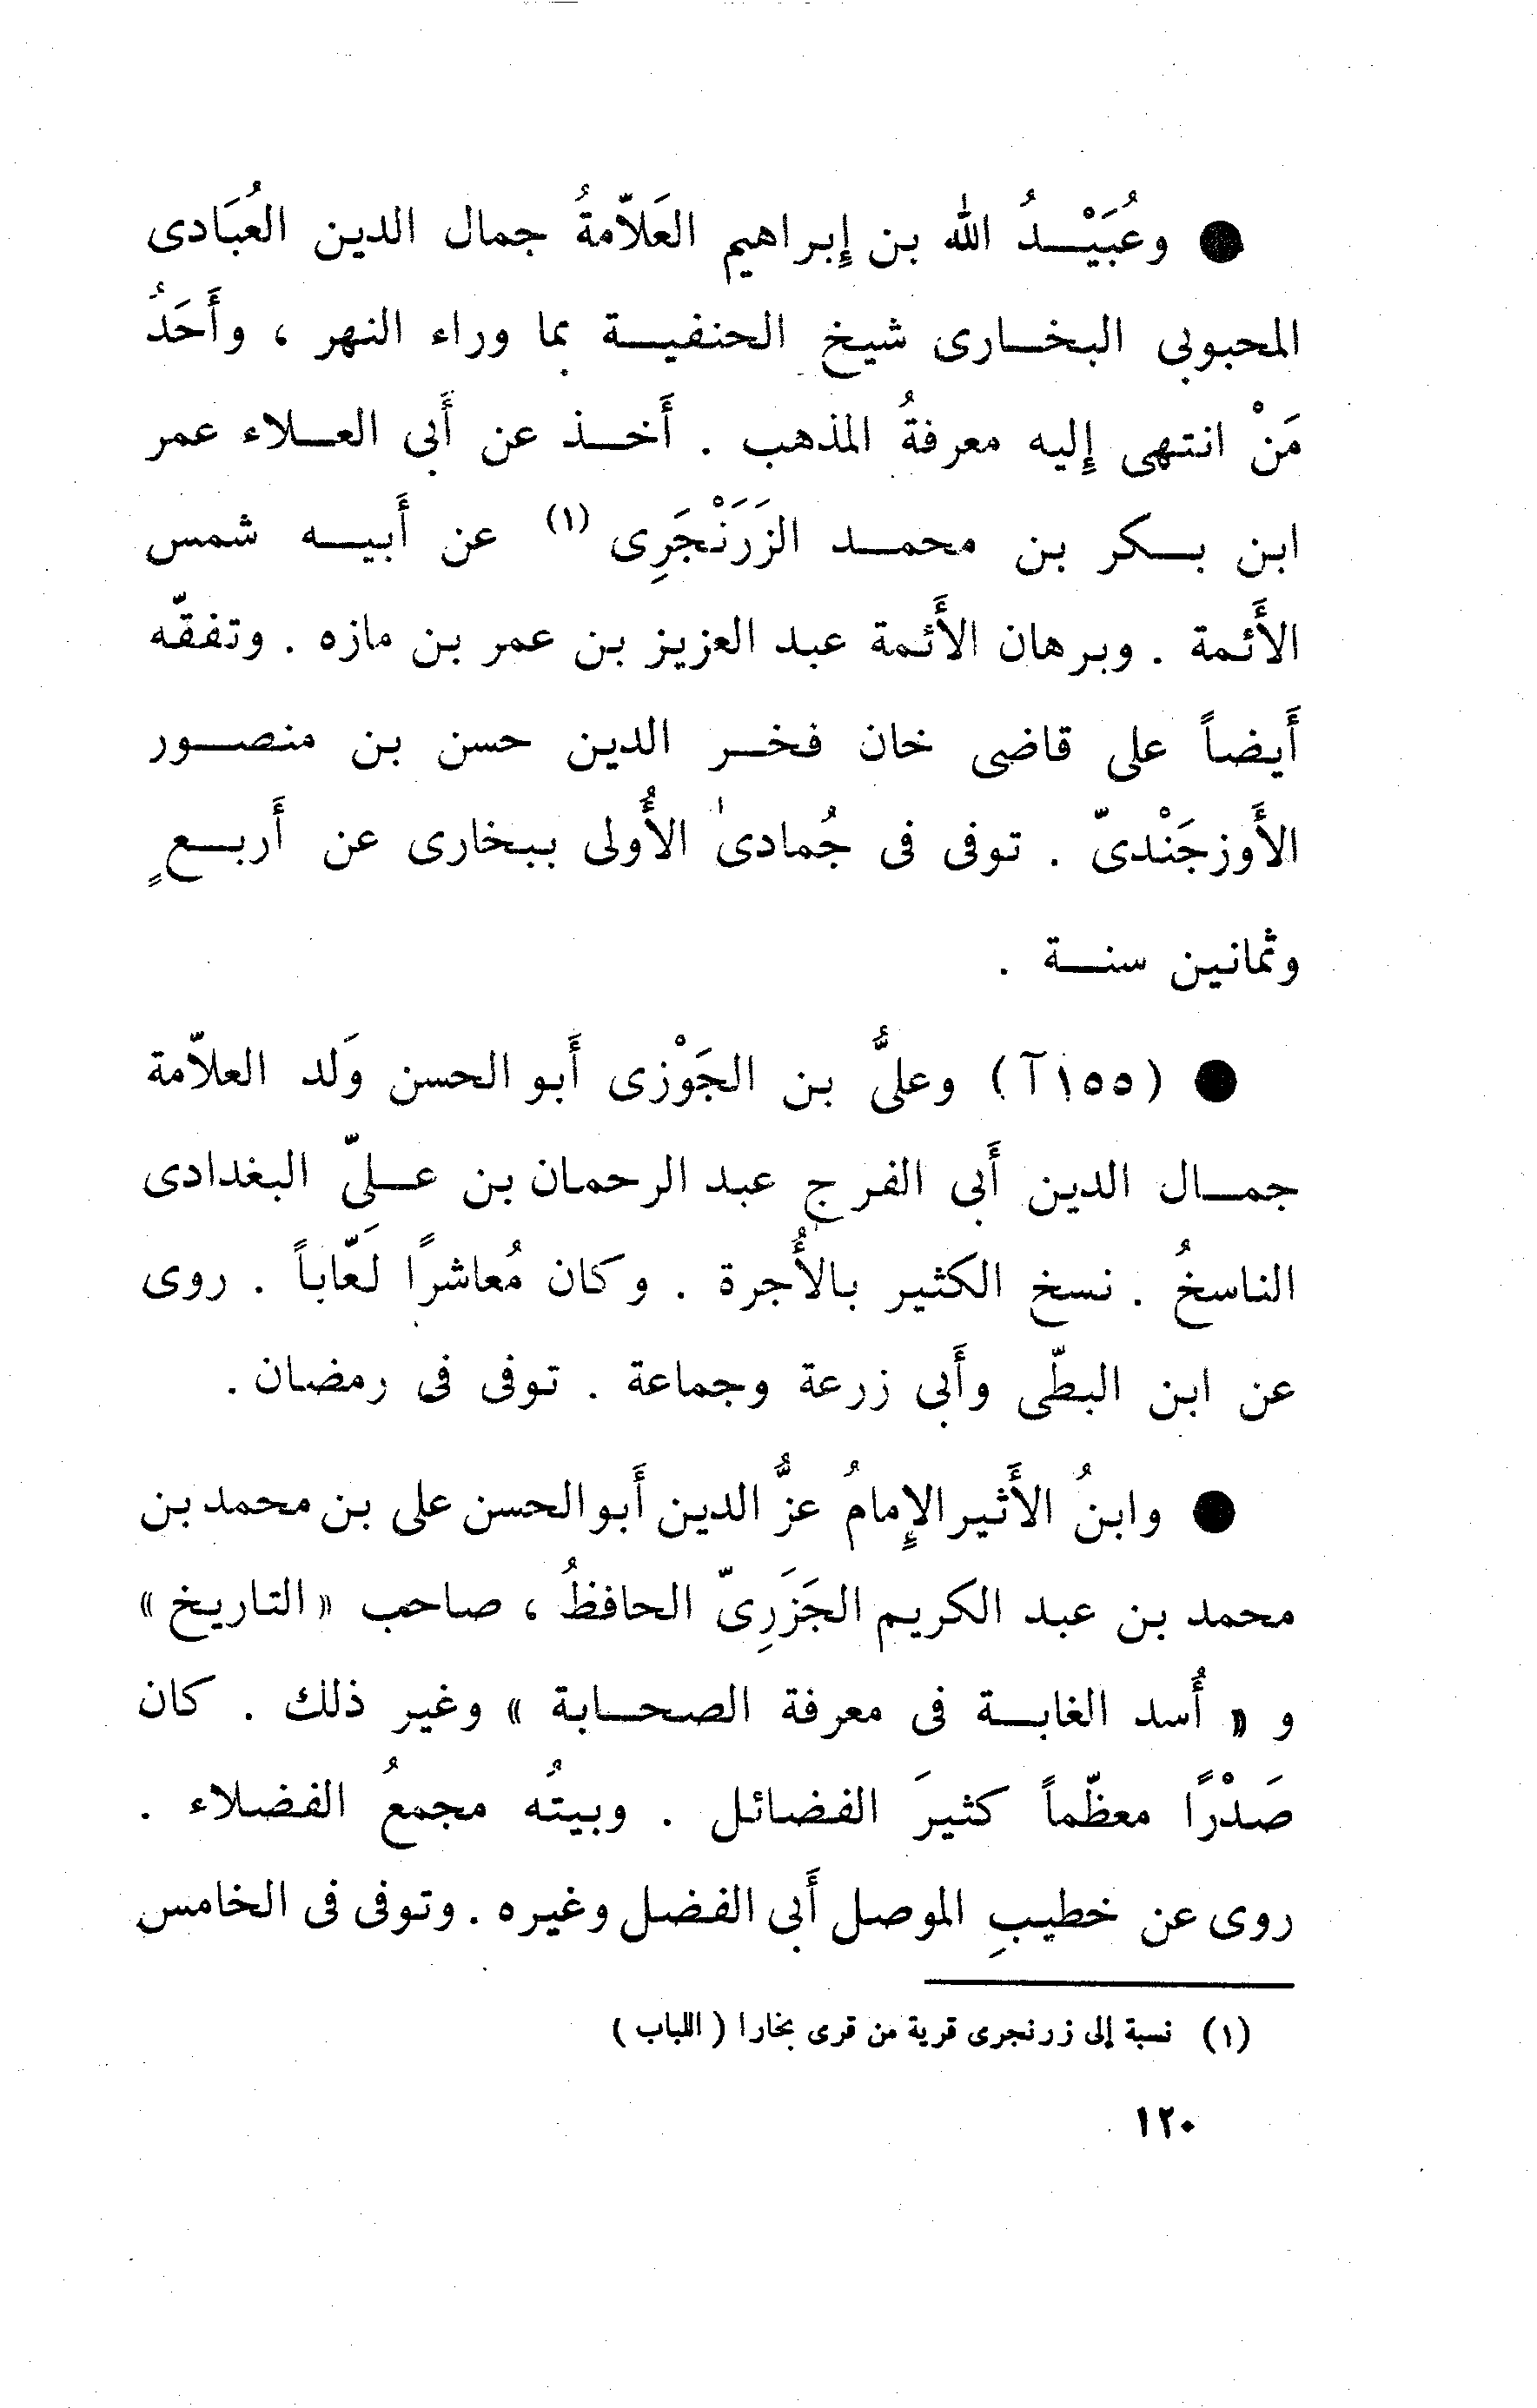 ● وعُبَيْدُ الله بن إِبراهيم العَلاّمةُ جمال الدين العُبَادى
المحبوبى البخارى شيخ الحنفية بما وراء النهر ، وأَحَدُ
مَنْ انتهى إِليه معرفةُ المذهب . أَخذ عن أَبى العلاء عمر
ابن بكر بن محمد الزَرَنْجَرِى (١) عن أَبيه شمس
الأَئمة . وبرهان الأَئمة عبد العزيز بن عمر بن مازه . وتفقّه
أَيضاً على قاضى خان فخر الدين حسن بن منصور
الأَوزجَنْدىّ . توفى فى جُمادىٰ الأُولى ببخارى عن أَربعٍ
وثمانين سنة .
● (١٥٥آ) وعلىُّ بن الجَوْزى أَبو الحسن وَلد العلاّمة
جمال الدين أَبى الفرج عبد الرحمان بن علىّ البغدادى
الناسخُ . نسخ الكثير بالأُجرة . وكان مُعاشرًا لَعّاباً . روى
عن ابن البطّى وأَبى زرعة وجماعة . توفى فى رمضان .
● وابنُ الأَثير الإِمامُ عزُّ الدين أَبو الحسن على بن محمد بن
محمد بن عبد الكريم الجَزَرِىّ الحافظُ ، صاحب « التاريخ »
و « أُسد الغابة فى معرفة الصحابة » وغير ذلك . كان
صَدْرًا معظّماً كثيرَ الفضائل . وبيتُه مجمعُ الفضلاء .
روى عن خطيبِ الموصل أَبى الفضل وغيره . وتوفى فى الخامس
(١) نسبة إلى زرنجرى قرية من قرى بخارا ( اللباب )
١٢٠